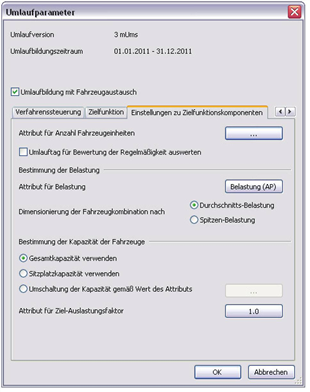 Umlaufparameter
Umlaufversion 3 mUms
Umlaufbildungszeitraum 01.01.2011 - 31.12.2011
Umlaufbildung mit Fahrzeugaustausch
Verfahrenssteuerung Zielfunktion Einstellungen zu Zielfunktionskomponenten
Attribut für Anzahl Fahrzeugeinheiten ...
Umlauftag für Bewertung der Regelmäßigkeit auswerten
Bestimmung der Belastung
Attribut für Belastung Belastung (AP)
Dimensionierung der Fahrzeugkombination nach Durchschnitts-Belastung
Spitzen-Belastung
Bestimmung der Kapazität der Fahrzeuge
Gesamtkapazität verwenden
Sitzplatzkapazität verwenden
Umschaltung der Kapazität gemäß Wert des Attributs ...
Attribut für Ziel-Auslastungsfaktor 1.0
OK Abbrechen